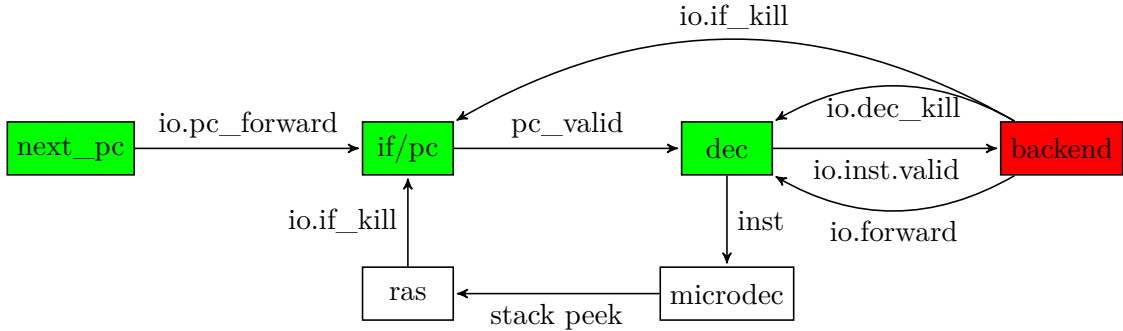 io.if_kill
io.pc_forward
pc_valid
io.dec_kill
next_pc
if/pc
dec
backend
io.inst.valid
io.if_kill
inst
io.forward
ras
microdec
stack peek